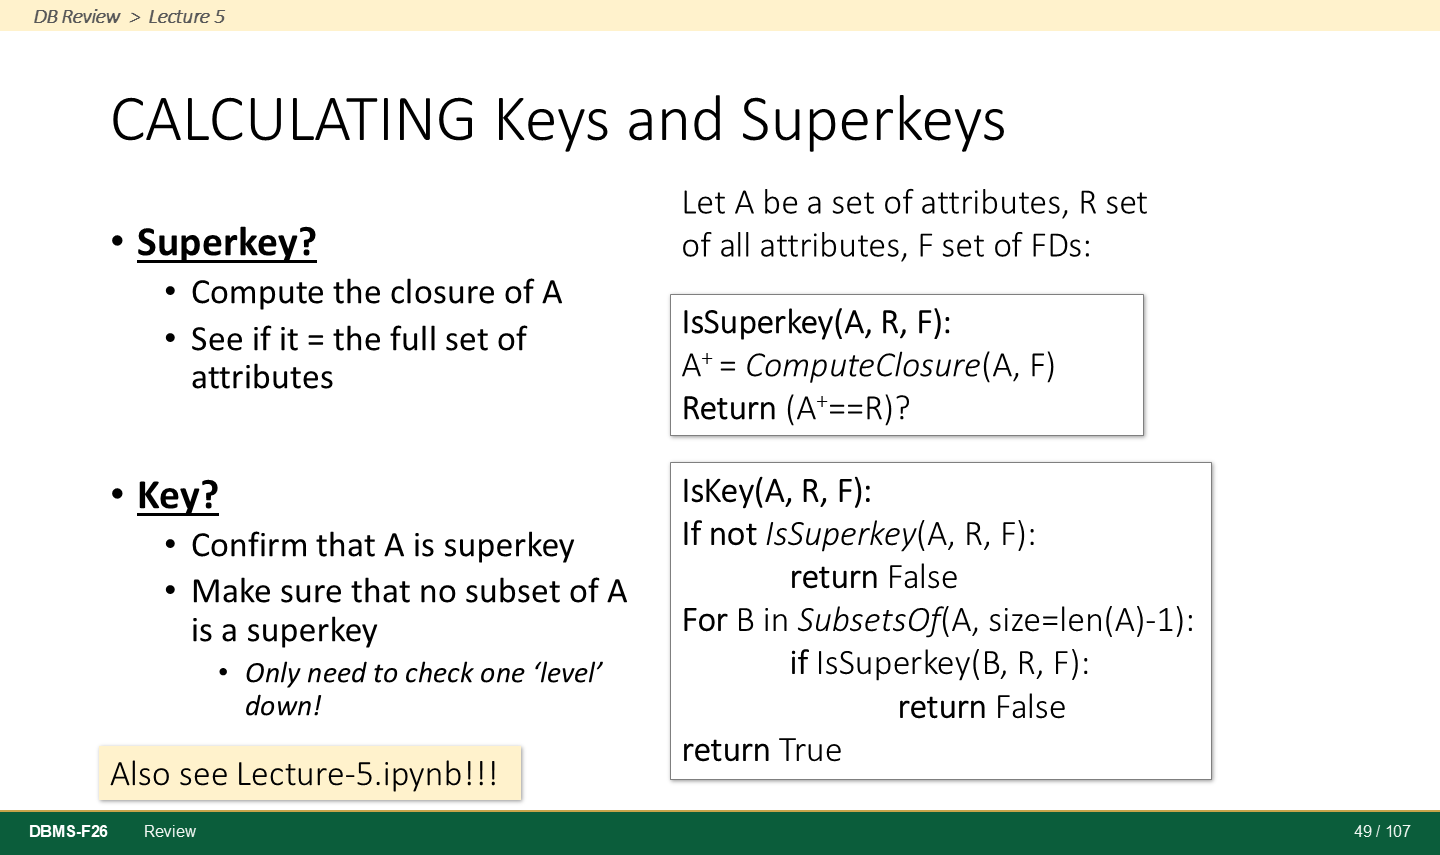 DB Review > Lecture 5
CALCULATING Keys and Superkeys
• Superkey?
• Compute the closure of A
• See if it = the full set of
attributes
• Key?
• Confirm that A is superkey
• Make sure that no subset of A
is a superkey
• Only need to check one ‘level’
down!
Also see Lecture-5.ipynb!!!
Let A be a set of attributes, R set
of all attributes, F set of FDs:
IsSuperkey(A, R, F):
A⁺ = ComputeClosure(A, F)
Return (A⁺==R)?
IsKey(A, R, F):
If not IsSuperkey(A, R, F):
return False
For B in SubsetsOf(A, size=len(A)-1):
if IsSuperkey(B, R, F):
return False
return True
DBMS-F26 Review 49 / 107